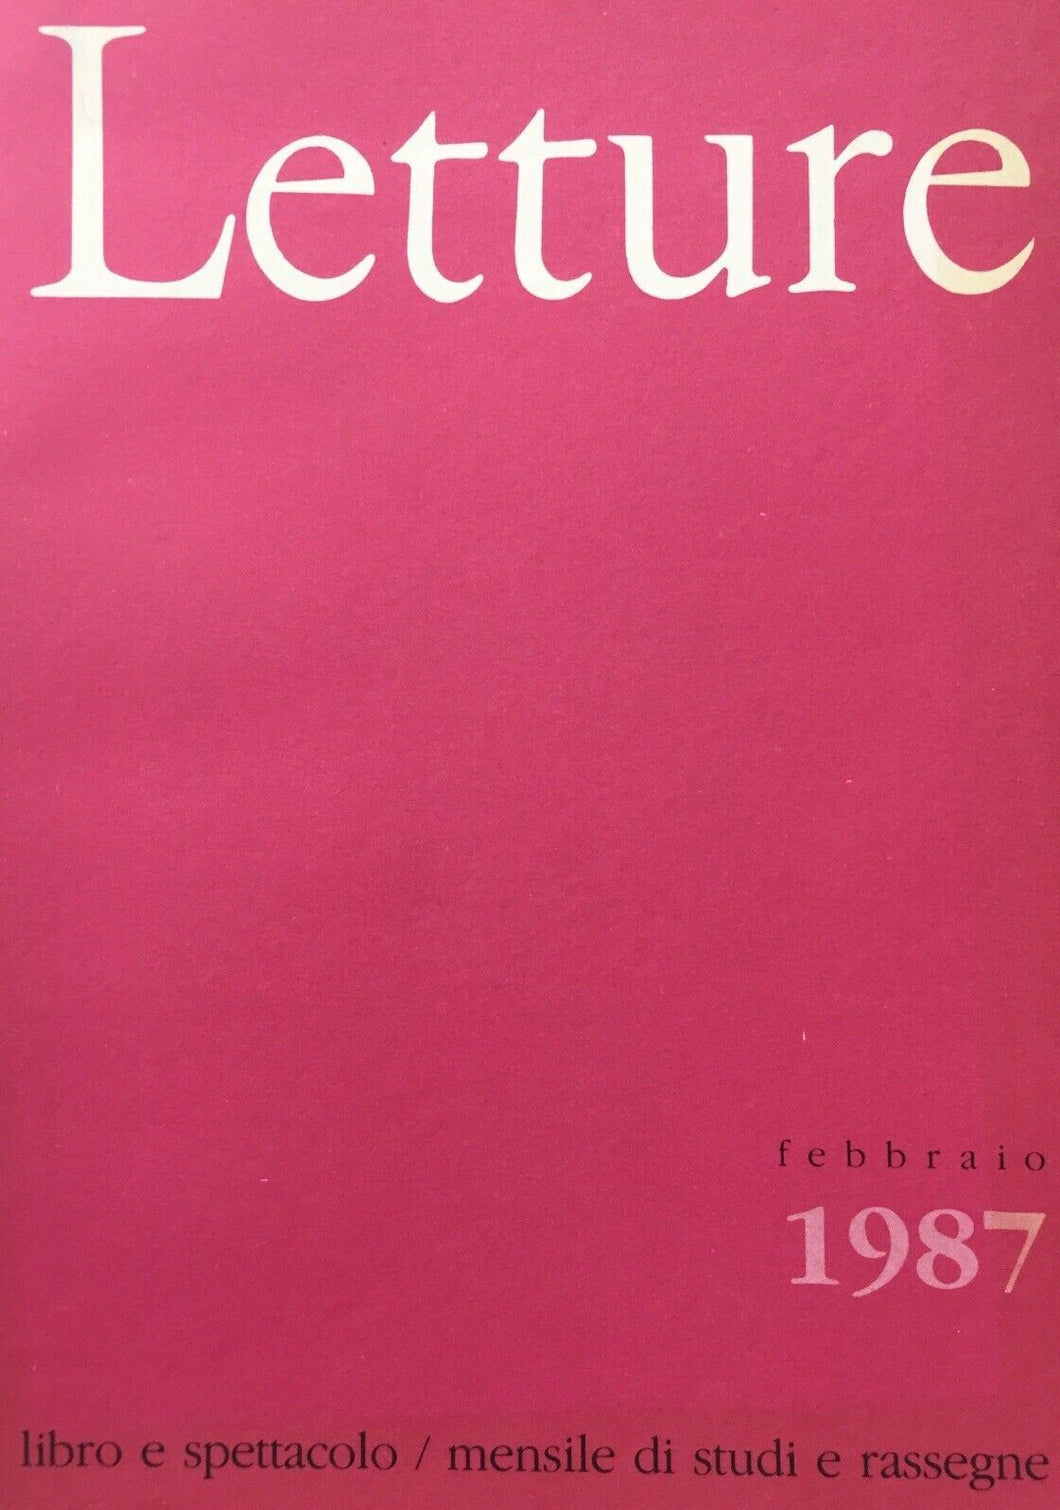 Letture
febbraio
1987
libro e spettacolo / mensile di studi e rassegne